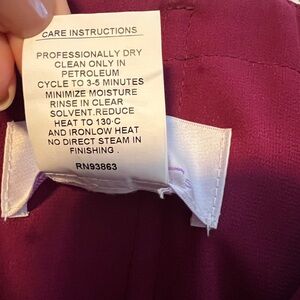 CARE INSTRUCTIONS
PROFESSIONALLY DRY
CLEAN ONLY IN
PETROLEUM
CYCLE TO 3-5 MINUTES
MINIMIZE MOISTURE
RINSE IN CLEAR
SOLVENT.REDUCE
HEAT TO 130·C
AND IRONLOW HEAT
NO DIRECT STEAM IN
FINISHING .
RN93863